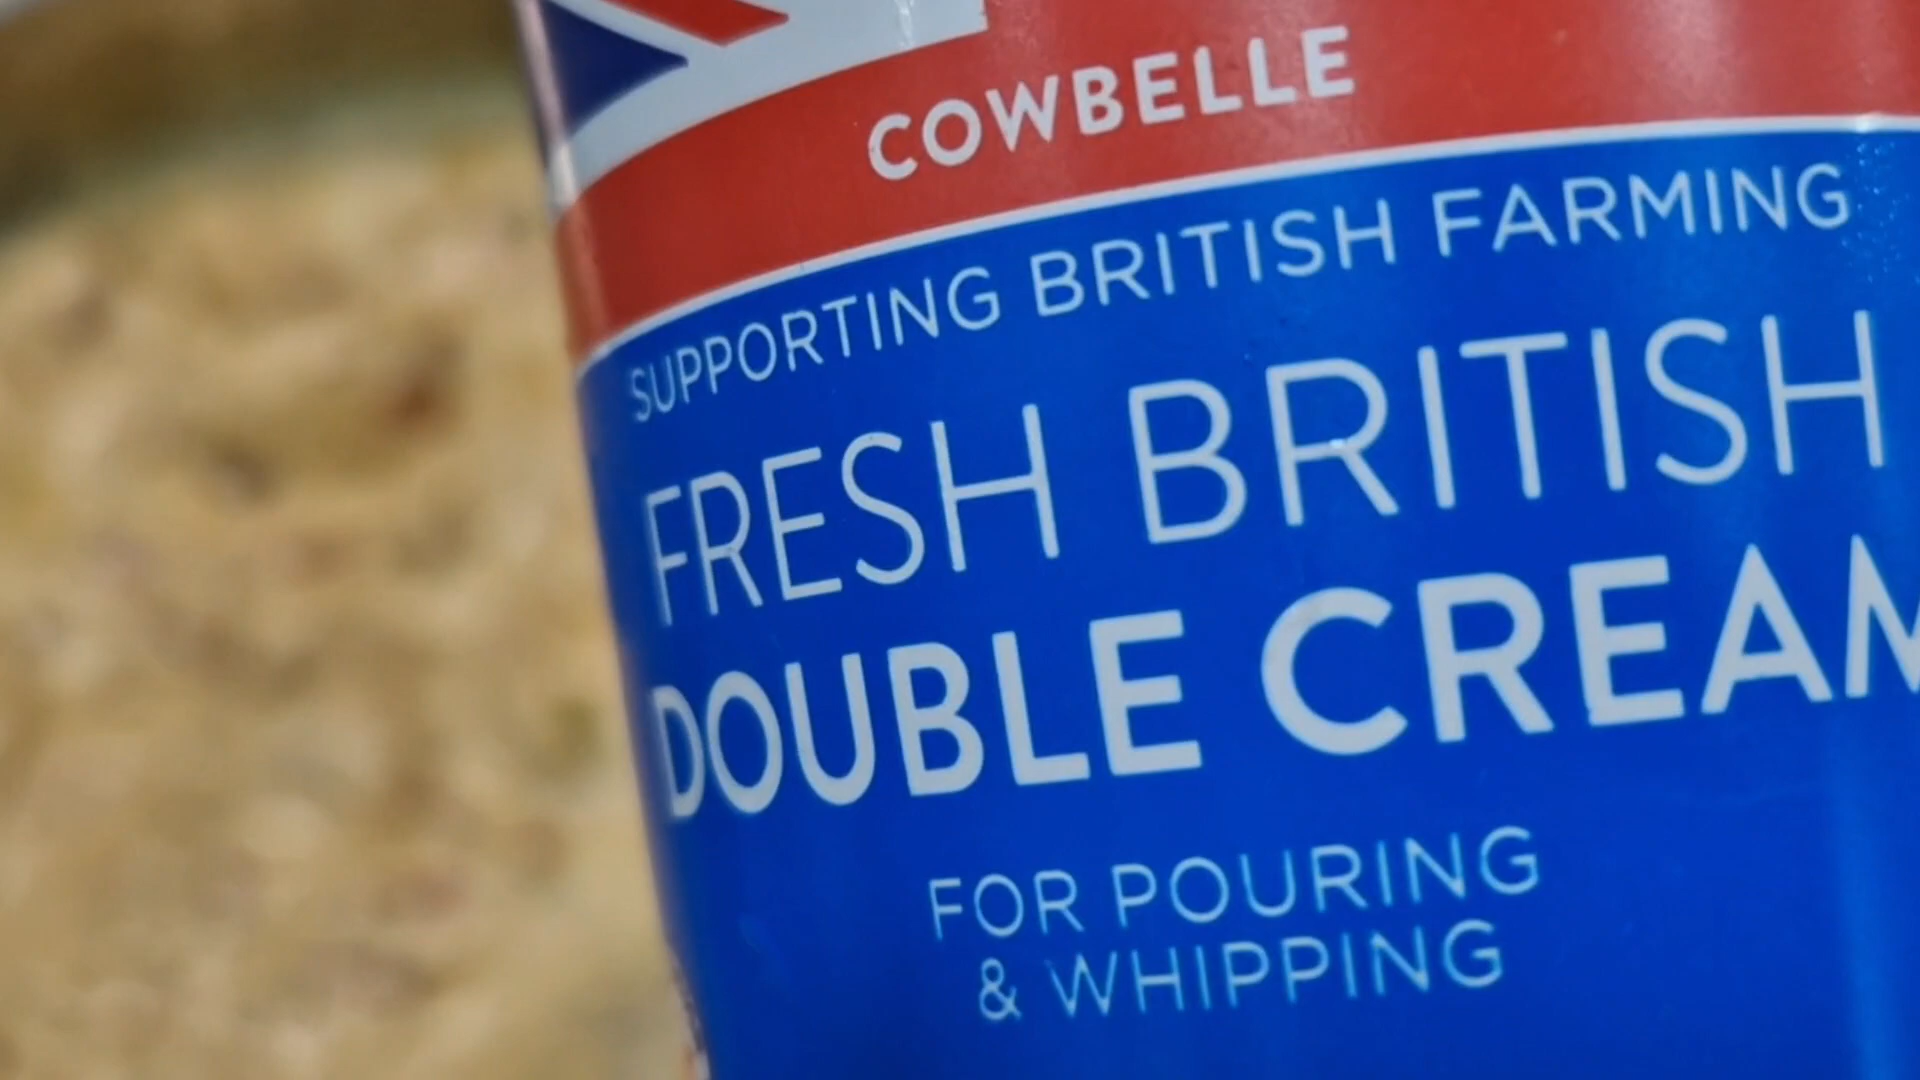 COWBELLE
SUPPORTING BRITISH FARMING
FRESH BRITISH
DOUBLE CREAM
FOR POURING
& WHIPPING